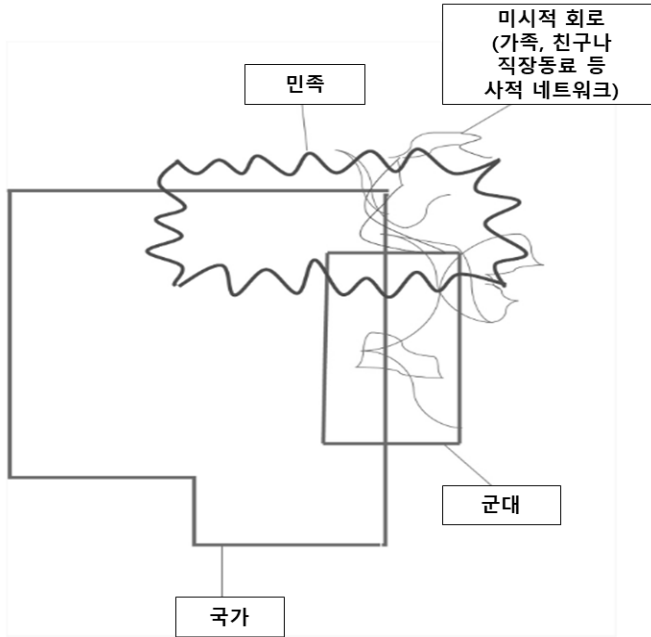 미시적 회로
(가족, 친구나
직장동료 등
사적 네트워크)
민족
군대
국가